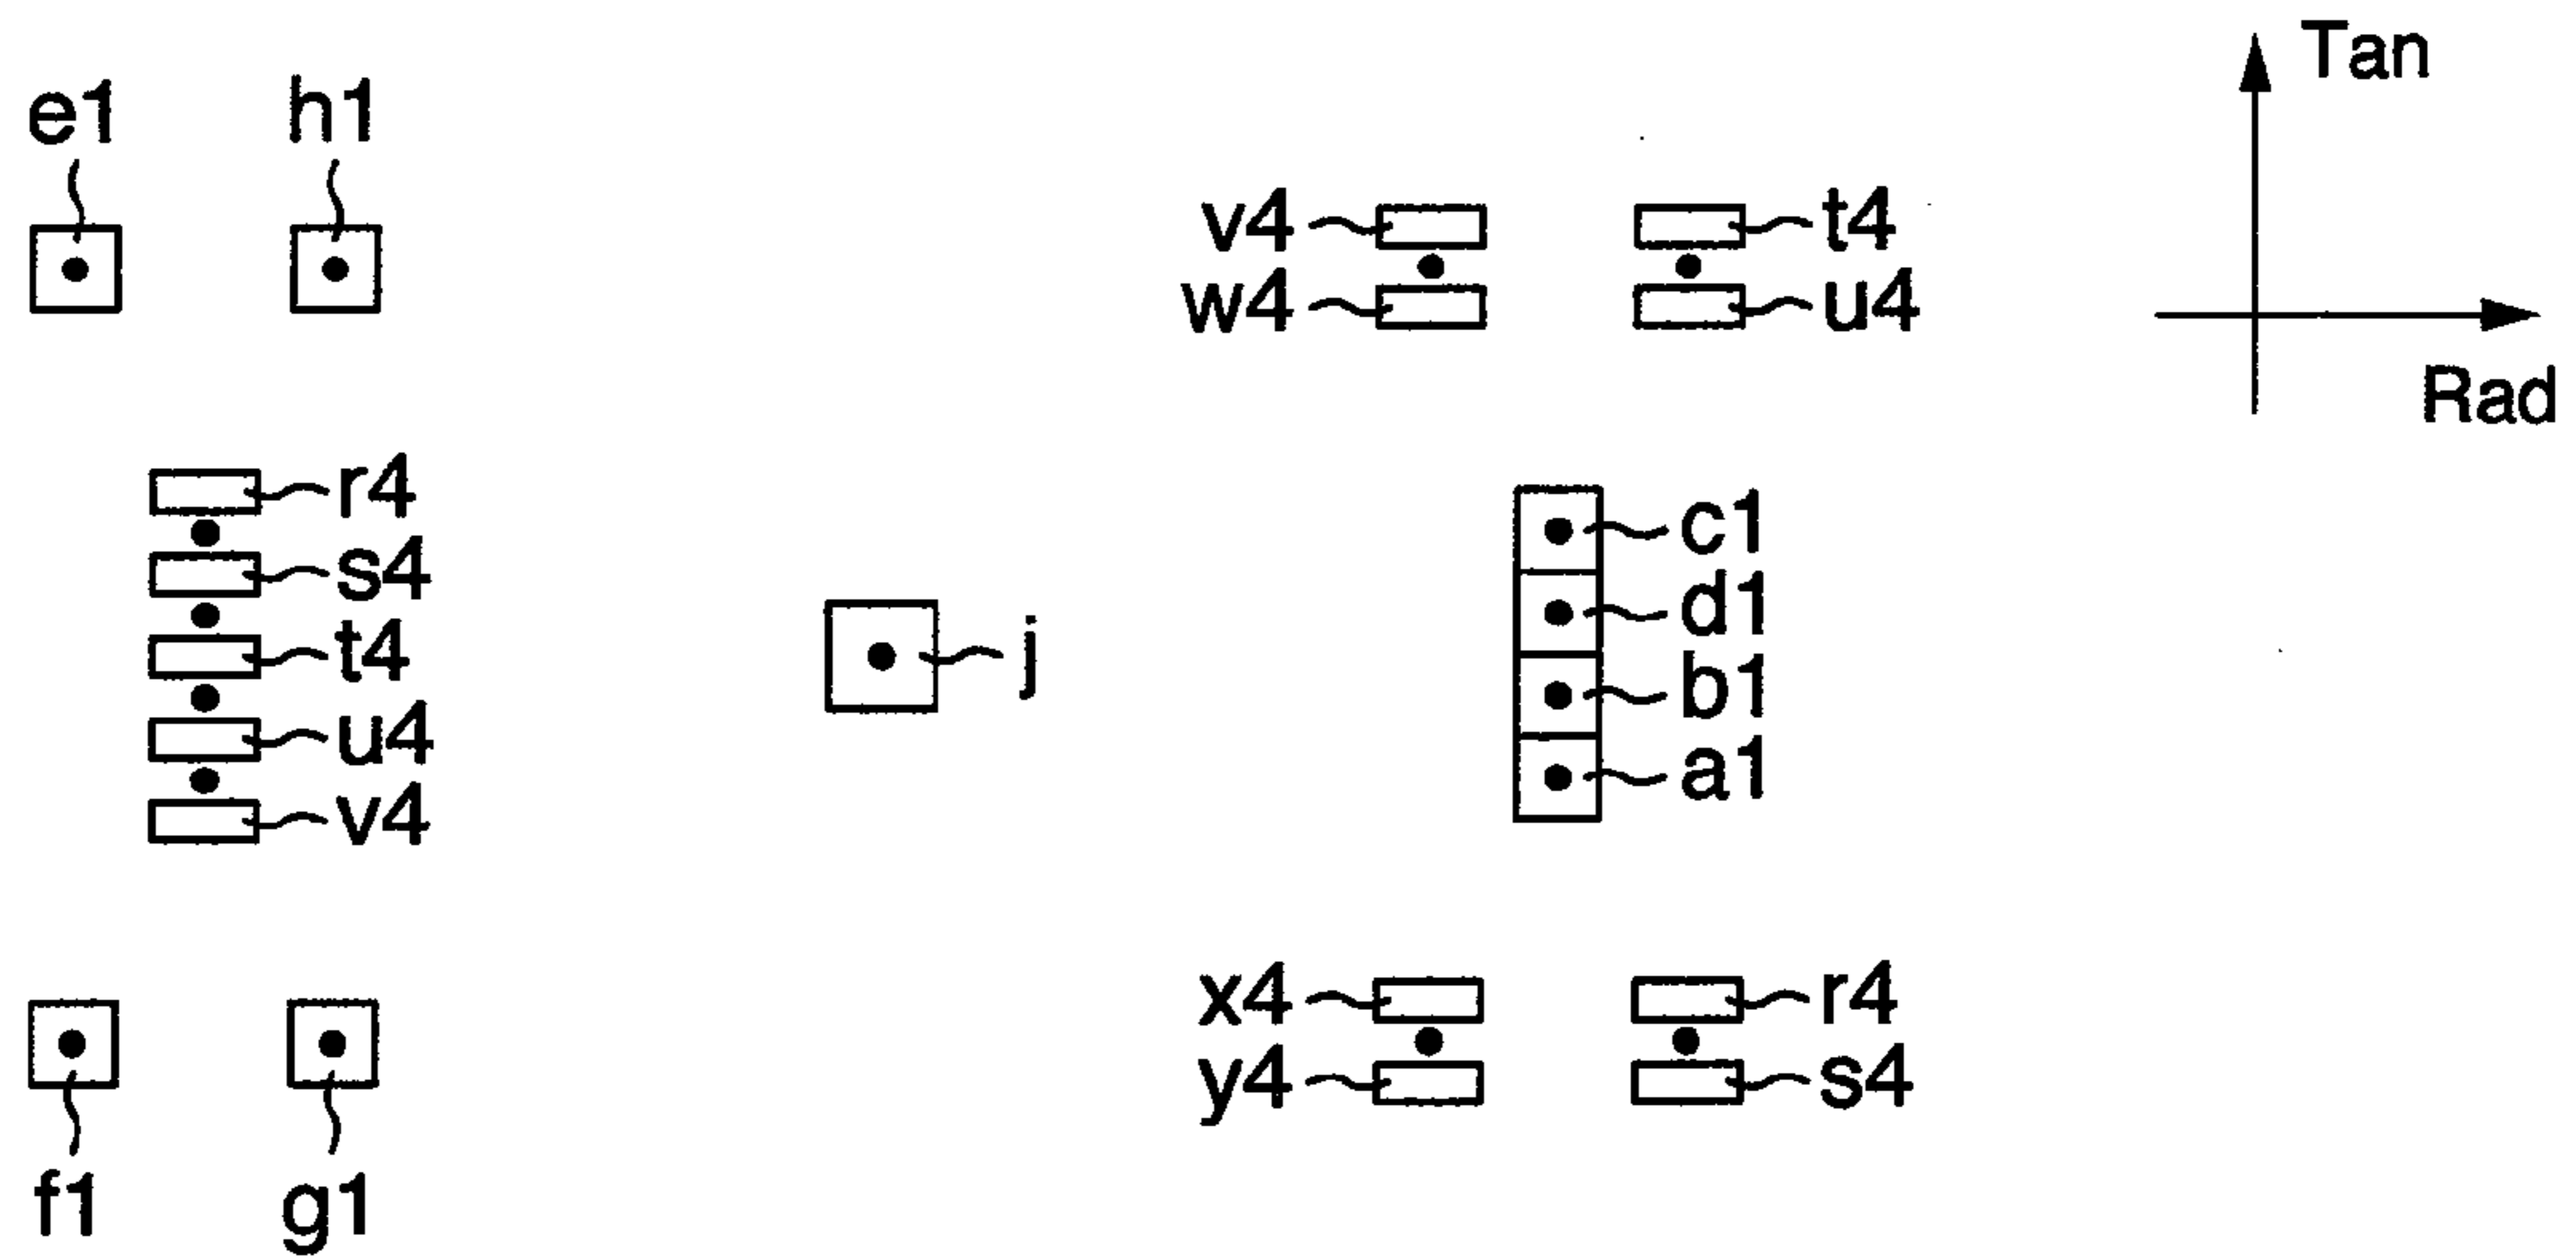 Tan
e1 h1
v4 t4
w4 u4
Rad
r4
c1
s4
d1
t4 j
b1
u4
a1
v4
x4 r4
y4 s4
f1 g1